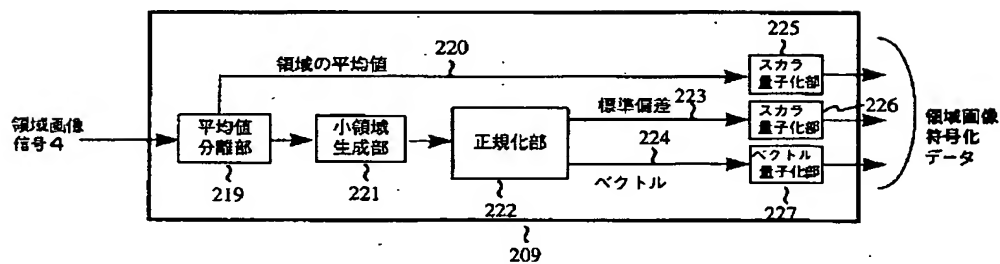 225
220
領域の平均値
スカラ
量子化部
標準偏差
223
226
領域画像
信号4
平均値
分離部
小領域
生成部
正規化部
スカラ
量子化部
領域画像
符号化
データ
224
ベクトル
ベクトル
量子化部
219
221
222
227
209